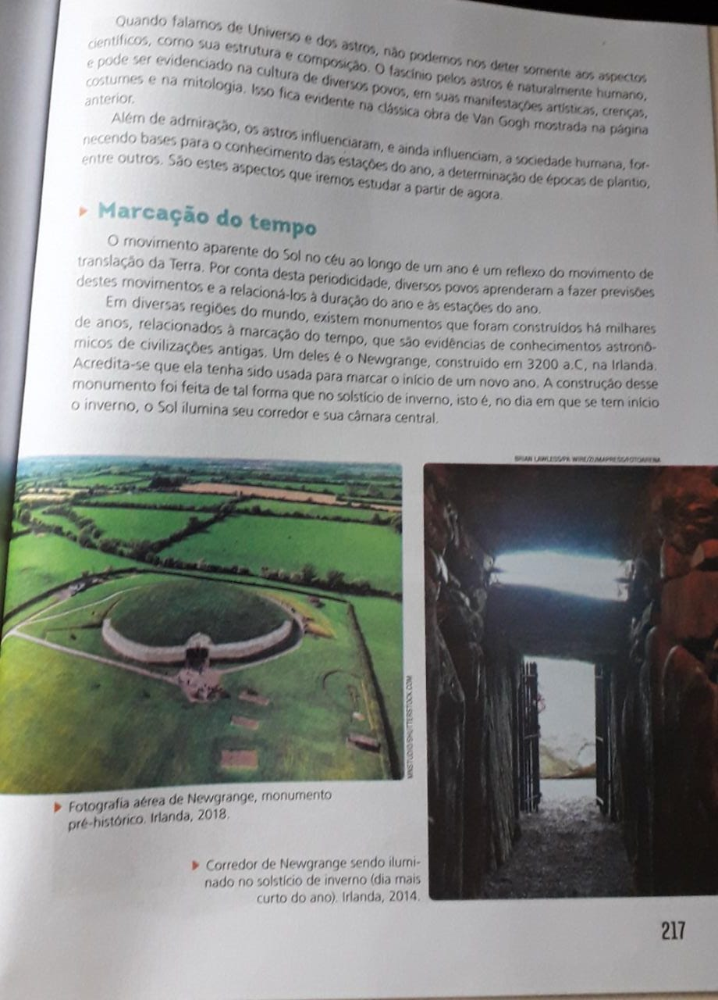 Quando falamos de Universo e dos astros, não podemos nos deter somente aos aspectos
científicos, como sua estrutura e composição. O fascínio pelos astros é naturalmente humano,
e pode ser evidenciado na cultura de diversos povos, em suas manifestações artísticas, crenças,
costumes e na mitologia. Isso fica evidente na clássica obra de Van Gogh mostrada na página
anterior.
Além de admiração, os astros influenciaram, e ainda influenciam, a sociedade humana, for-
necendo bases para o conhecimento das estações do ano, a determinação de épocas de plantio,
entre outros. São estes aspectos que iremos estudar a partir de agora.
Marcação do tempo
O movimento aparente do Sol no céu ao longo de um ano é um reflexo do movimento de
translação da Terra. Por conta desta periodicidade, diversos povos aprenderam a fazer previsões
destes movimentos e a relacioná-los à duração do ano e às estações do ano.
Em diversas regiões do mundo, existem monumentos que foram construídos há milhares
de anos, relacionados à marcação do tempo, que são evidências de conhecimentos astronô-
micos de civilizações antigas. Um deles é o Newgrange, construído em 3200 a.C, na Irlanda.
Acredita-se que ela tenha sido usada para marcar o início de um novo ano. A construção desse
monumento foi feita de tal forma que no solstício de inverno, isto é, no dia em que se tem início
o inverno, o Sol ilumina seu corredor e sua câmara central.
BRIAN LAWLESS/PA WIRE/ZUMAPRESS/FOTOARENA
MNSTUDIO/SHUTTERSTOCK.COM
Fotografia aérea de Newgrange, monumento
pré-histórico. Irlanda, 2018.
Corredor de Newgrange sendo ilumi-
nado no solstício de inverno (dia mais
curto do ano). Irlanda, 2014.
217